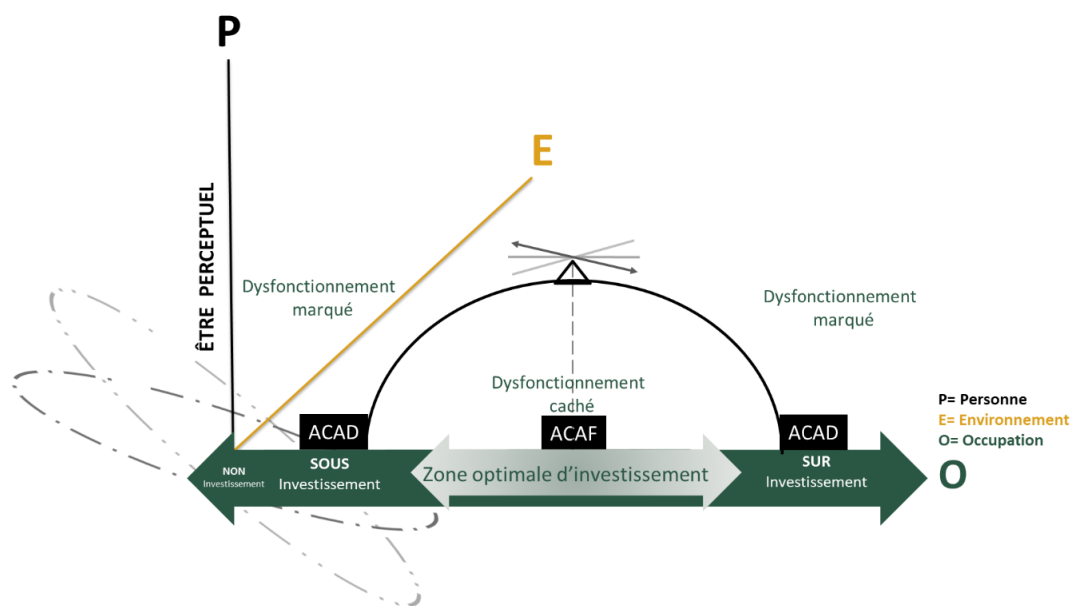 P
E
ÊTRE PERCEPTUEL
Dysfonctionnement
marqué
Dysfonctionnement
marqué
Dysfonctionnement
caché
P= Personne
E= Environnement
O= Occupation
ACAD
ACAF
ACAD
NON
Investissement
SOUS
Investissement
Zone optimale d'investissement
SUR
Investissement
O